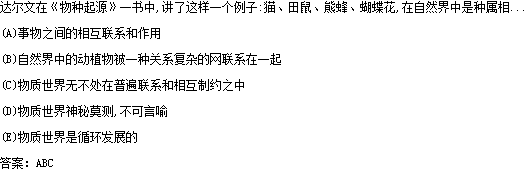 达尔文在《物种起源》一书中,讲了这样一个例子:猫、田鼠、熊蜂、蝴蝶花,在自然界中是种属相...
(A)事物之间的相互联系和作用
(B)自然界中的动植物被一种关系复杂的网联系在一起
(C)物质世界无不处在普遍联系和相互制约之中
(D)物质世界神秘莫测,不可言喻
(E)物质世界是循环发展的
答案: ABC